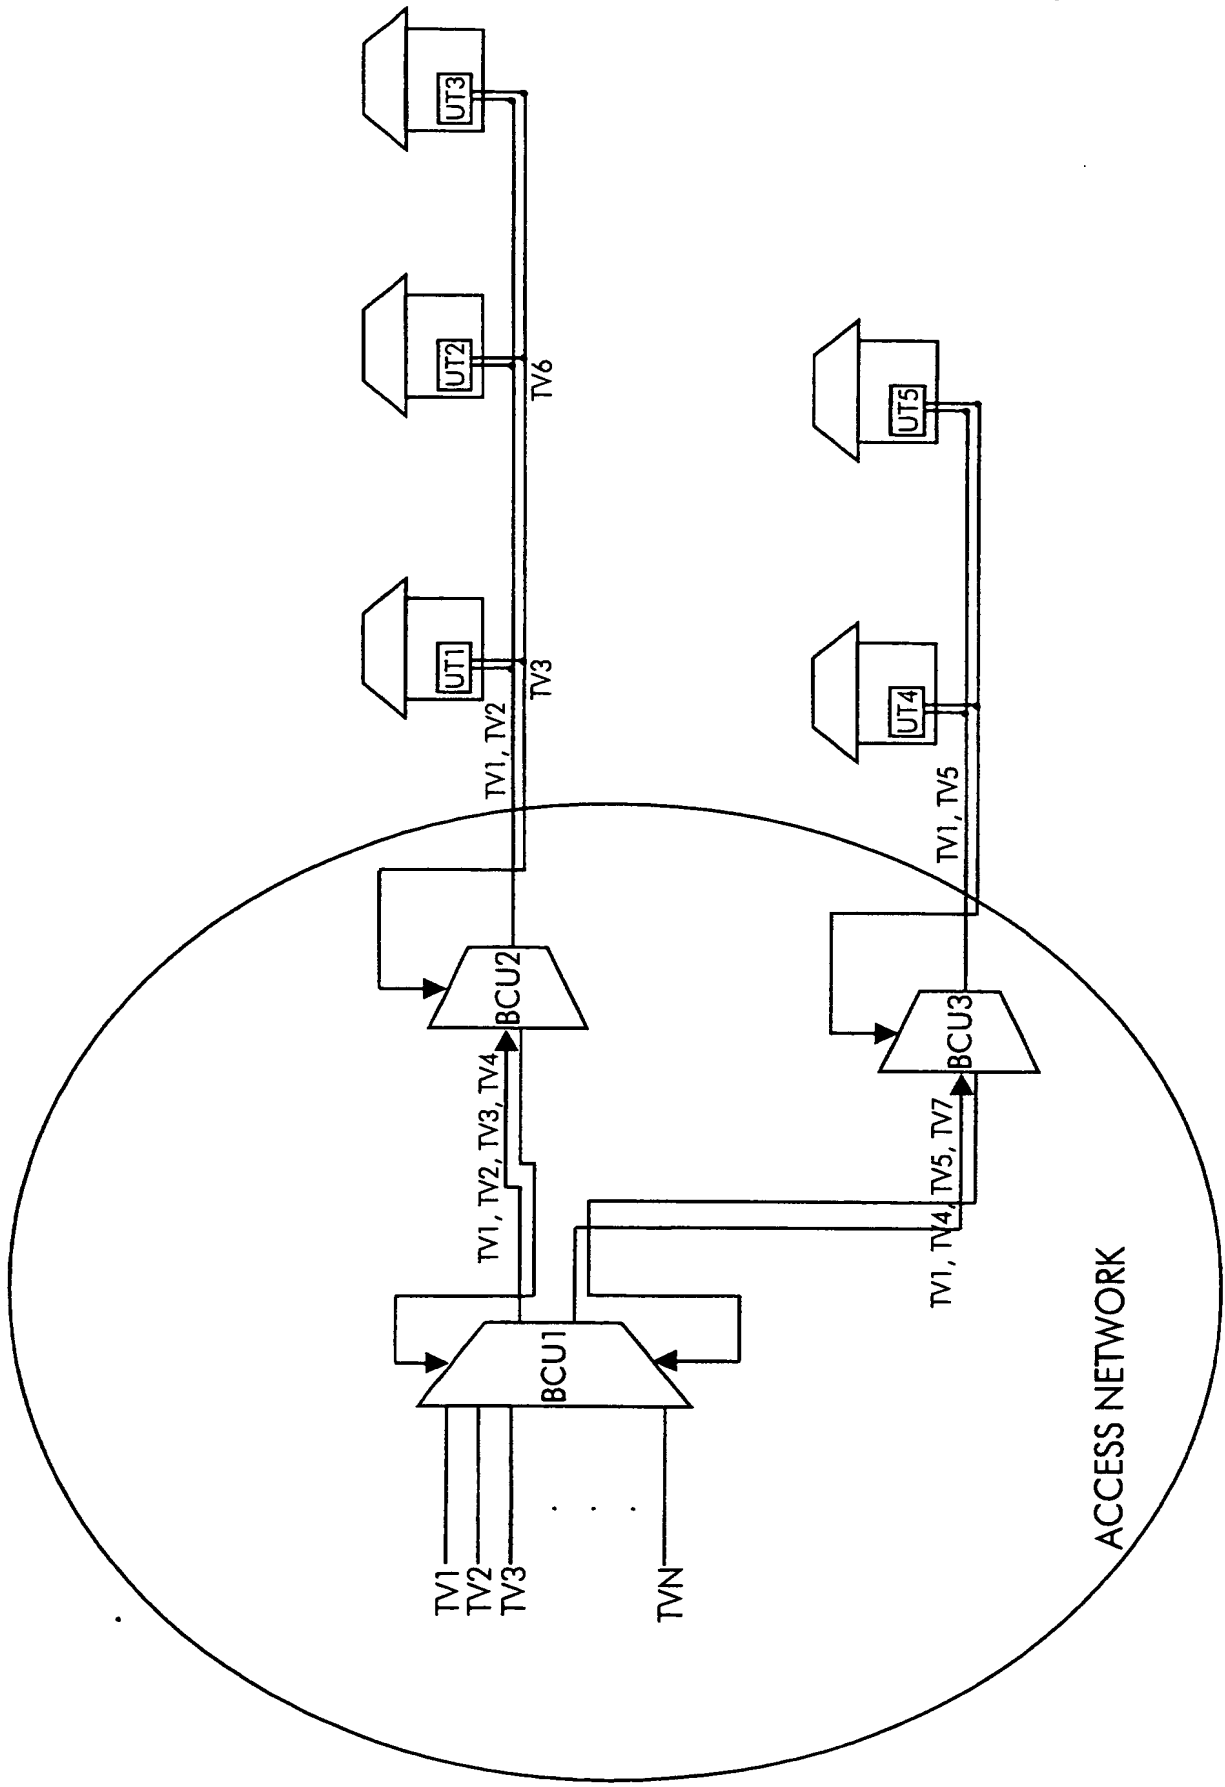 UT1
UT2
UT3
TV1, TV2
TV3
TV6
BCU2
TV1, TV2, TV3, TV4
TV1
TV2
TV3
. . .
TVN
BCU1
UT4
UT5
TV1, TV5
BCU3
TV1, TV4, TV5, TV7
ACCESS NETWORK